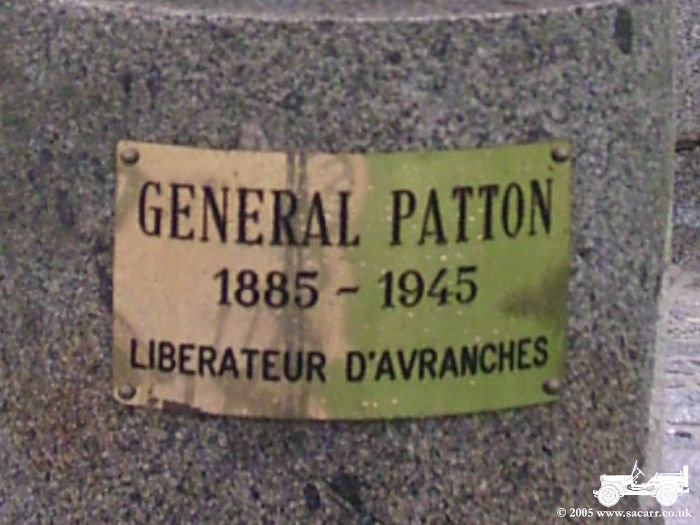 GENERAL PATTON
1885 - 1945
LIBERATEUR D'AVRANCHES
© 2005 www.sacarr.co.uk